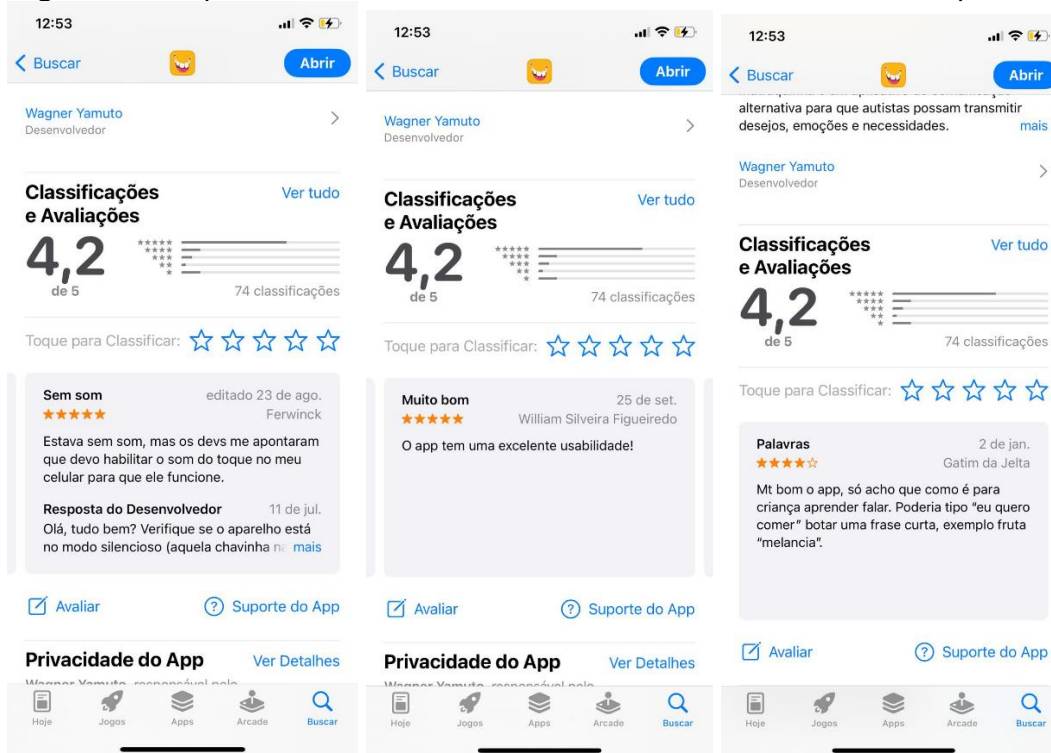 12:53
Buscar
Abrir
Wagner Yamuto
Desenvolvedor
Classificações
e Avaliações
Ver tudo
4,2
de 5
74 classificações
Toque para Classificar:
Sem som
editado 23 de ago.
Ferwinck
Estava sem som, mas os devs me apontaram
que devo habilitar o som do toque no meu
celular para que ele funcione.
Resposta do Desenvolvedor
11 de jul.
Olá, tudo bem? Verifique se o aparelho está
no modo silencioso (aquela chavinha mais
Avaliar
Suporte do App
Privacidade do App
Ver Detalhes
Wagner Yamuto, responsável pelo
Hoje
Jogos
Apps
Arcade
Buscar
12:53
Buscar
Abrir
Wagner Yamuto
Desenvolvedor
Classificações
e Avaliações
Ver tudo
4,2
de 5
74 classificações
Toque para Classificar:
Muito bom
25 de set.
William Silveira Figueiredo
O app tem uma excelente usabilidade!
Avaliar
Suporte do App
Privacidade do App
Ver Detalhes
Wagner Yamuto, responsável pelo
Hoje
Jogos
Apps
Arcade
Buscar
12:53
Buscar
Abrir
alternativa para que autistas possam transmitir
desejos, emoções e necessidades.
mais
Wagner Yamuto
Desenvolvedor
Classificações
e Avaliações
Ver tudo
4,2
de 5
74 classificações
Toque para Classificar:
Palavras
2 de jan.
Gatim da Jelta
Mt bom o app, só acho que como é para
criança aprender falar. Poderia tipo “eu quero
comer” botar uma frase curta, exemplo fruta
“melancia”.
Avaliar
Suporte do App
Hoje
Jogos
Apps
Arcade
Buscar